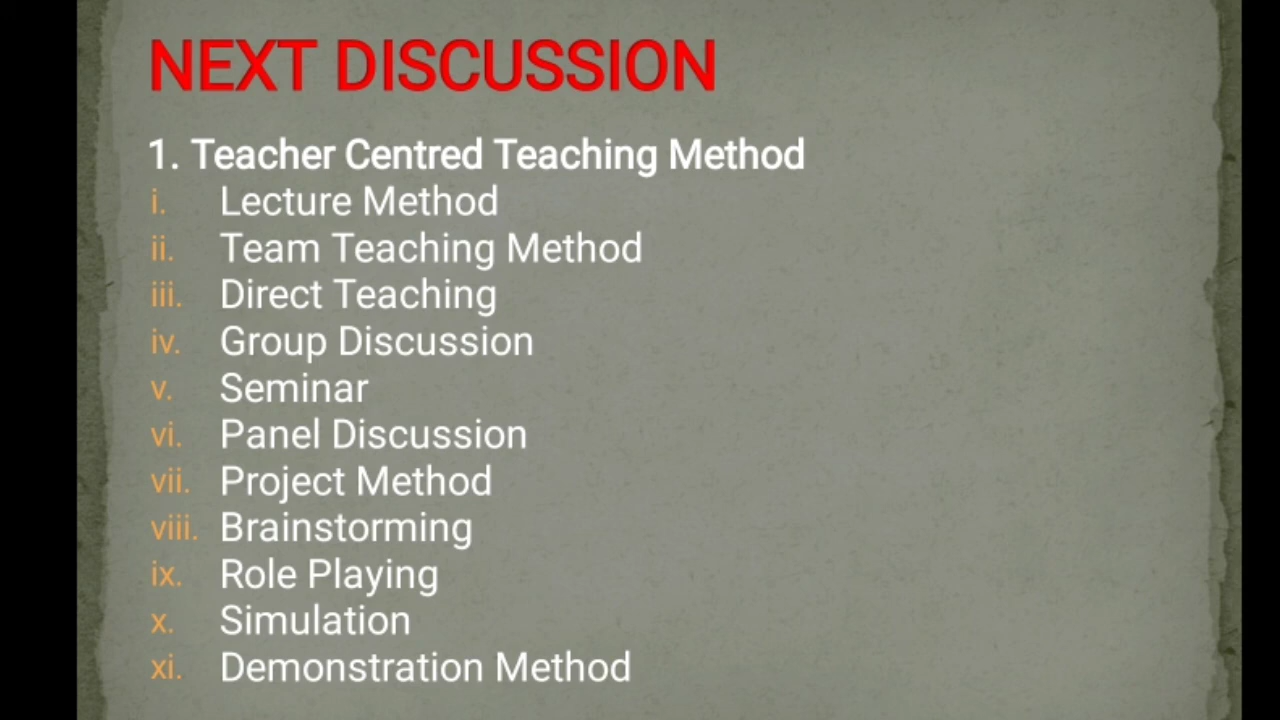 NEXT DISCUSSION
1. Teacher Centred Teaching Method
i. Lecture Method
ii. Team Teaching Method
iii. Direct Teaching
iv. Group Discussion
v. Seminar
vi. Panel Discussion
vii. Project Method
viii. Brainstorming
ix. Role Playing
x. Simulation
xi. Demonstration Method